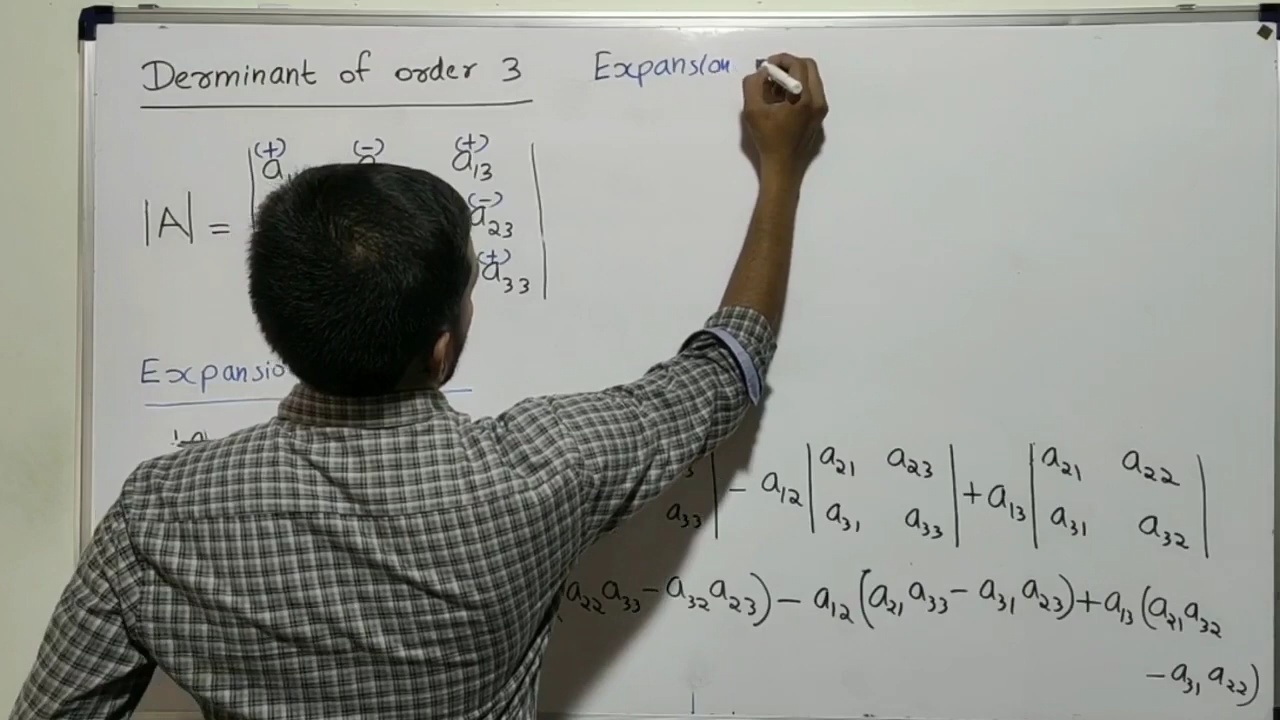 Derminant of order 3
Expansion
(+) (-) (+)
a₁₃
|A| =
(-)
a₂₃
(+)
a₃₃
Expansio
a₃₃ | - a₁₂ | a₂₁ a₂₃ | + a₁₃ | a₂₁ a₂₂ |
| a₃₁ a₃₃ | | a₃₁ a₃₂ |
a₂₂ a₃₃ - a₃₂ a₂₃) - a₁₂ (a₂₁ a₃₃ - a₃₁ a₂₃) + a₁₃ (a₂₁ a₃₂
- a₃₁ a₂₂)